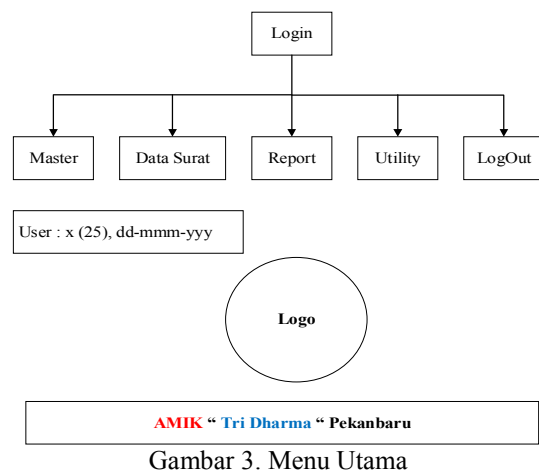 Login
Master Data Surat Report Utility LogOut
User : x (25), dd-mmm-yyy
Logo
AMIK “ Tri Dharma “ Pekanbaru
Gambar 3. Menu Utama